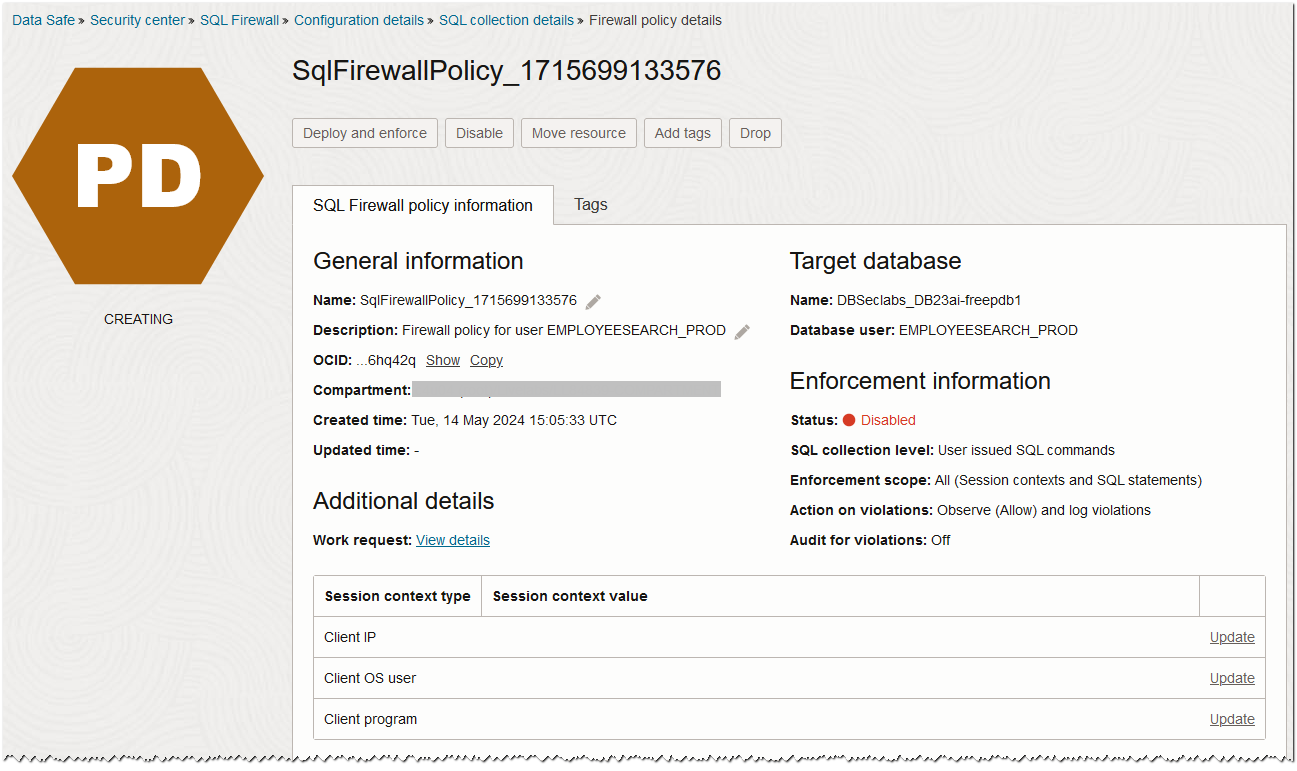 Data Safe » Security center » SQL Firewall » Configuration details » SQL collection details » Firewall policy details
PD
CREATING
SqlFirewallPolicy_1715699133576
Deploy and enforce Disable Move resource Add tags Drop
SQL Firewall policy information Tags
General information
Name: SqlFirewallPolicy_1715699133576
Description: Firewall policy for user EMPLOYEESEARCH_PROD
OCID: ...6hq42q Show Copy
Compartment:
Created time: Tue, 14 May 2024 15:05:33 UTC
Updated time: -
Additional details
Work request: View details
Target database
Name: DBSeclabs_DB23ai-freepdb1
Database user: EMPLOYEESEARCH_PROD
Enforcement information
Status: Disabled
SQL collection level: User issued SQL commands
Enforcement scope: All (Session contexts and SQL statements)
Action on violations: Observe (Allow) and log violations
Audit for violations: Off
Session context type Session context value
Client IP Update
Client OS user Update
Client program Update